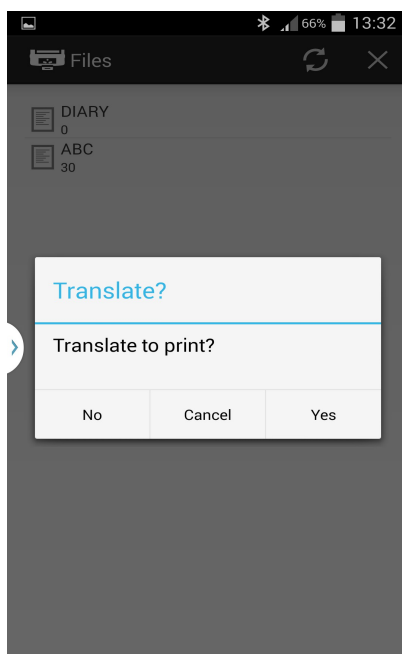 66% 13:32
Files
DIARY
0
ABC
30
Translate?
Translate to print?
No Cancel Yes